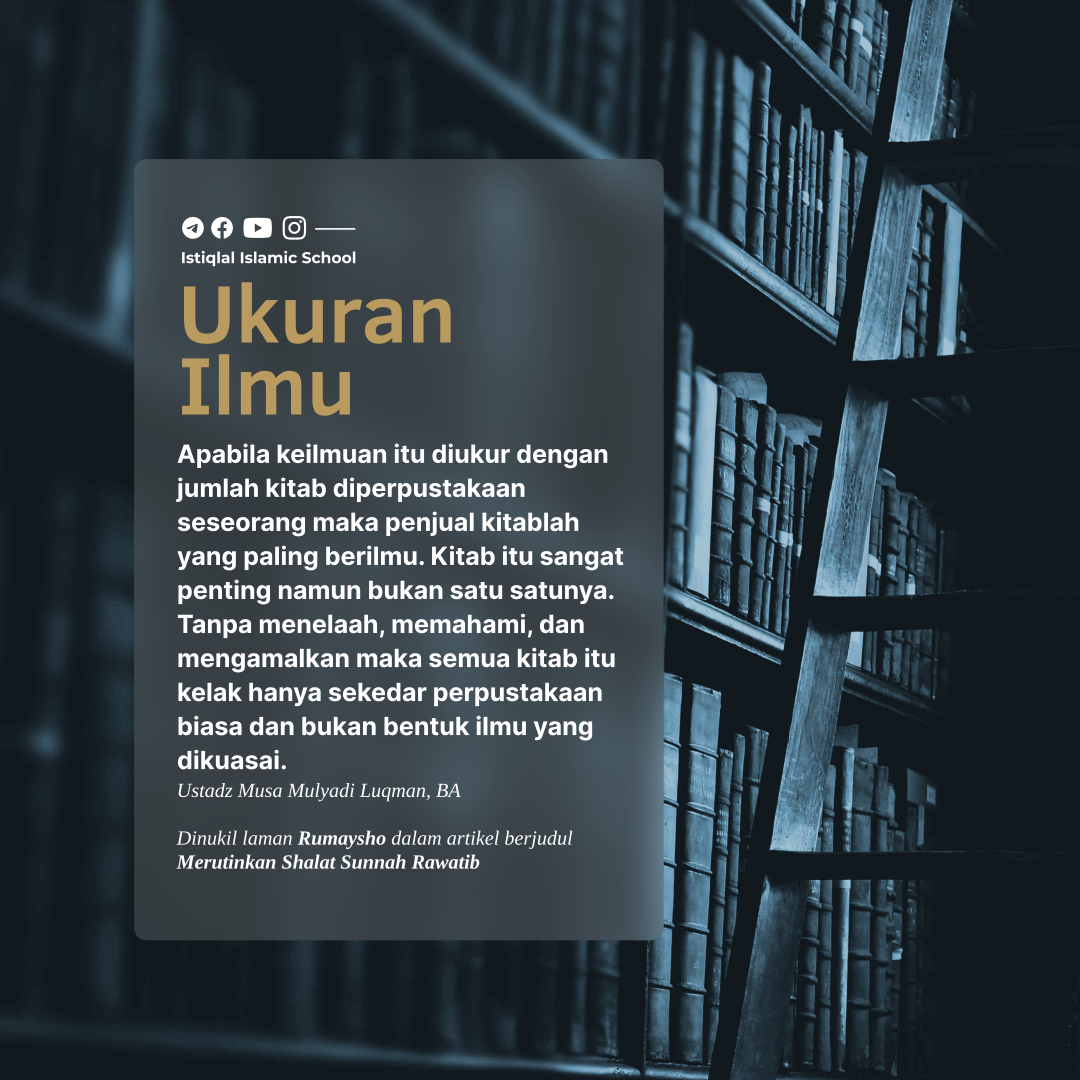 Istiqlal Islamic School
Ukuran
Ilmu
Apabila keilmuan itu diukur dengan
jumlah kitab diperpustakaan
seseorang maka penjual kitablah
yang paling berilmu. Kitab itu sangat
penting namun bukan satu satunya.
Tanpa menelaah, memahami, dan
mengamalkan maka semua kitab itu
kelak hanya sekedar perpustakaan
biasa dan bukan bentuk ilmu yang
dikuasai.
Ustadz Musa Mulyadi Luqman, BA
Dinukil laman Rumaysho dalam artikel berjudul
Merutinkan Shalat Sunnah Rawatib